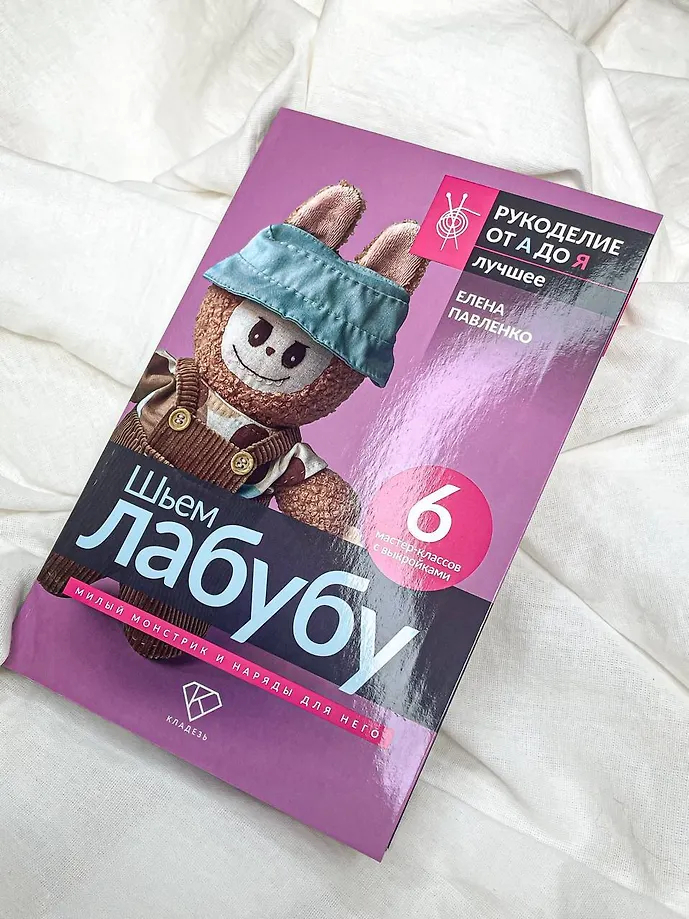 РУКОДЕЛИЕ
ОТ А ДО Я
лучшее
ЕЛЕНА
ПАВЛЕНКО
6
мастер-классов
с выкройками
Шьем
лабубу
МИЛЫЙ МОНСТРИК И НАРЯДЫ ДЛЯ НЕГО
КЛАДЕЗЬ